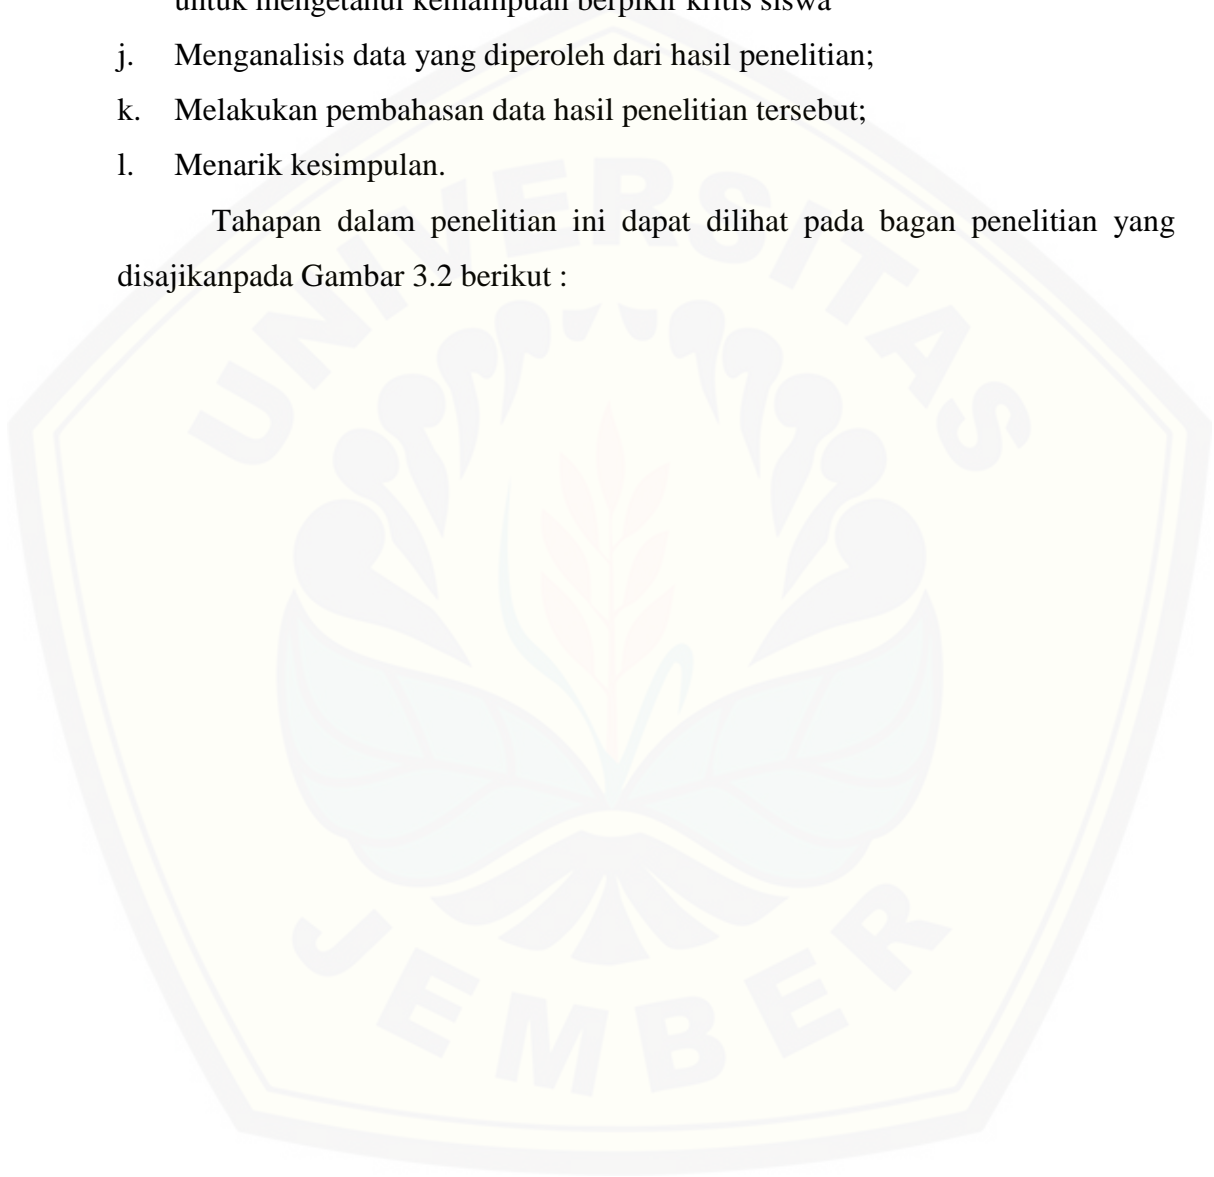 untuk mengetahui kemampuan berpikir kritis siswa
j. Menganalisis data yang diperoleh dari hasil penelitian;
k. Melakukan pembahasan data hasil penelitian tersebut;
l. Menarik kesimpulan.
Tahapan dalam penelitian ini dapat dilihat pada bagan penelitian yang
disajikanpada Gambar 3.2 berikut :
UNIVERSITAS
JEMBER